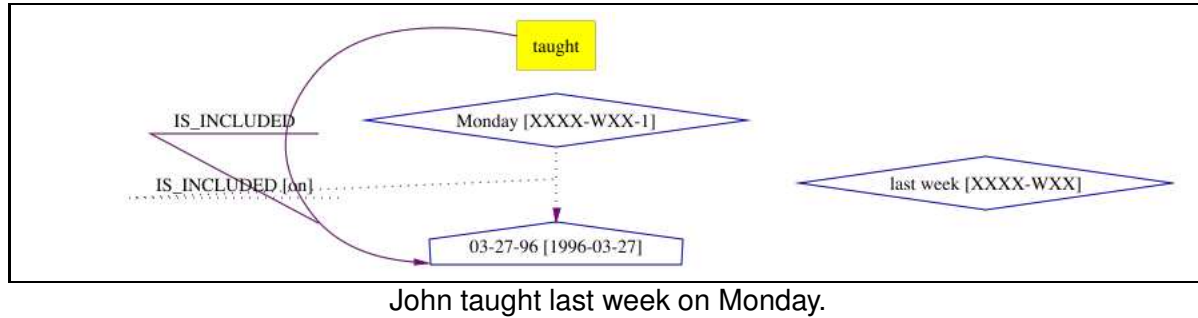 taught
IS_INCLUDED
Monday [XXXX-WXX-1]
IS_INCLUDED [on]
last week [XXXX-WXX]
03-27-96 [1996-03-27]
John taught last week on Monday.